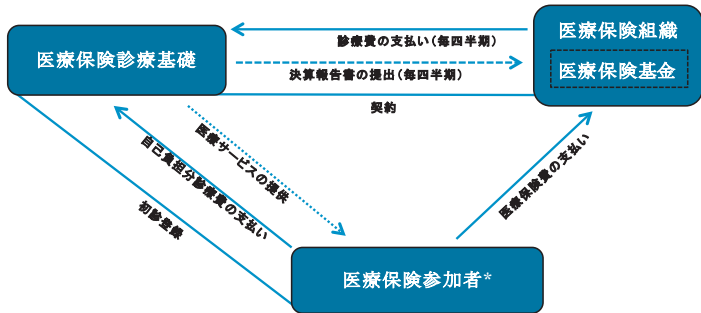 診療費の支払い（毎四半期）
医療保険組織
医療保険診療基礎
医療保険基金
決算報告書の提出（毎四半期）
契約
医療サービスの提供
自己負担分診療費の支払い
医療保険費の支払い
初診登録
医療保険参加者*